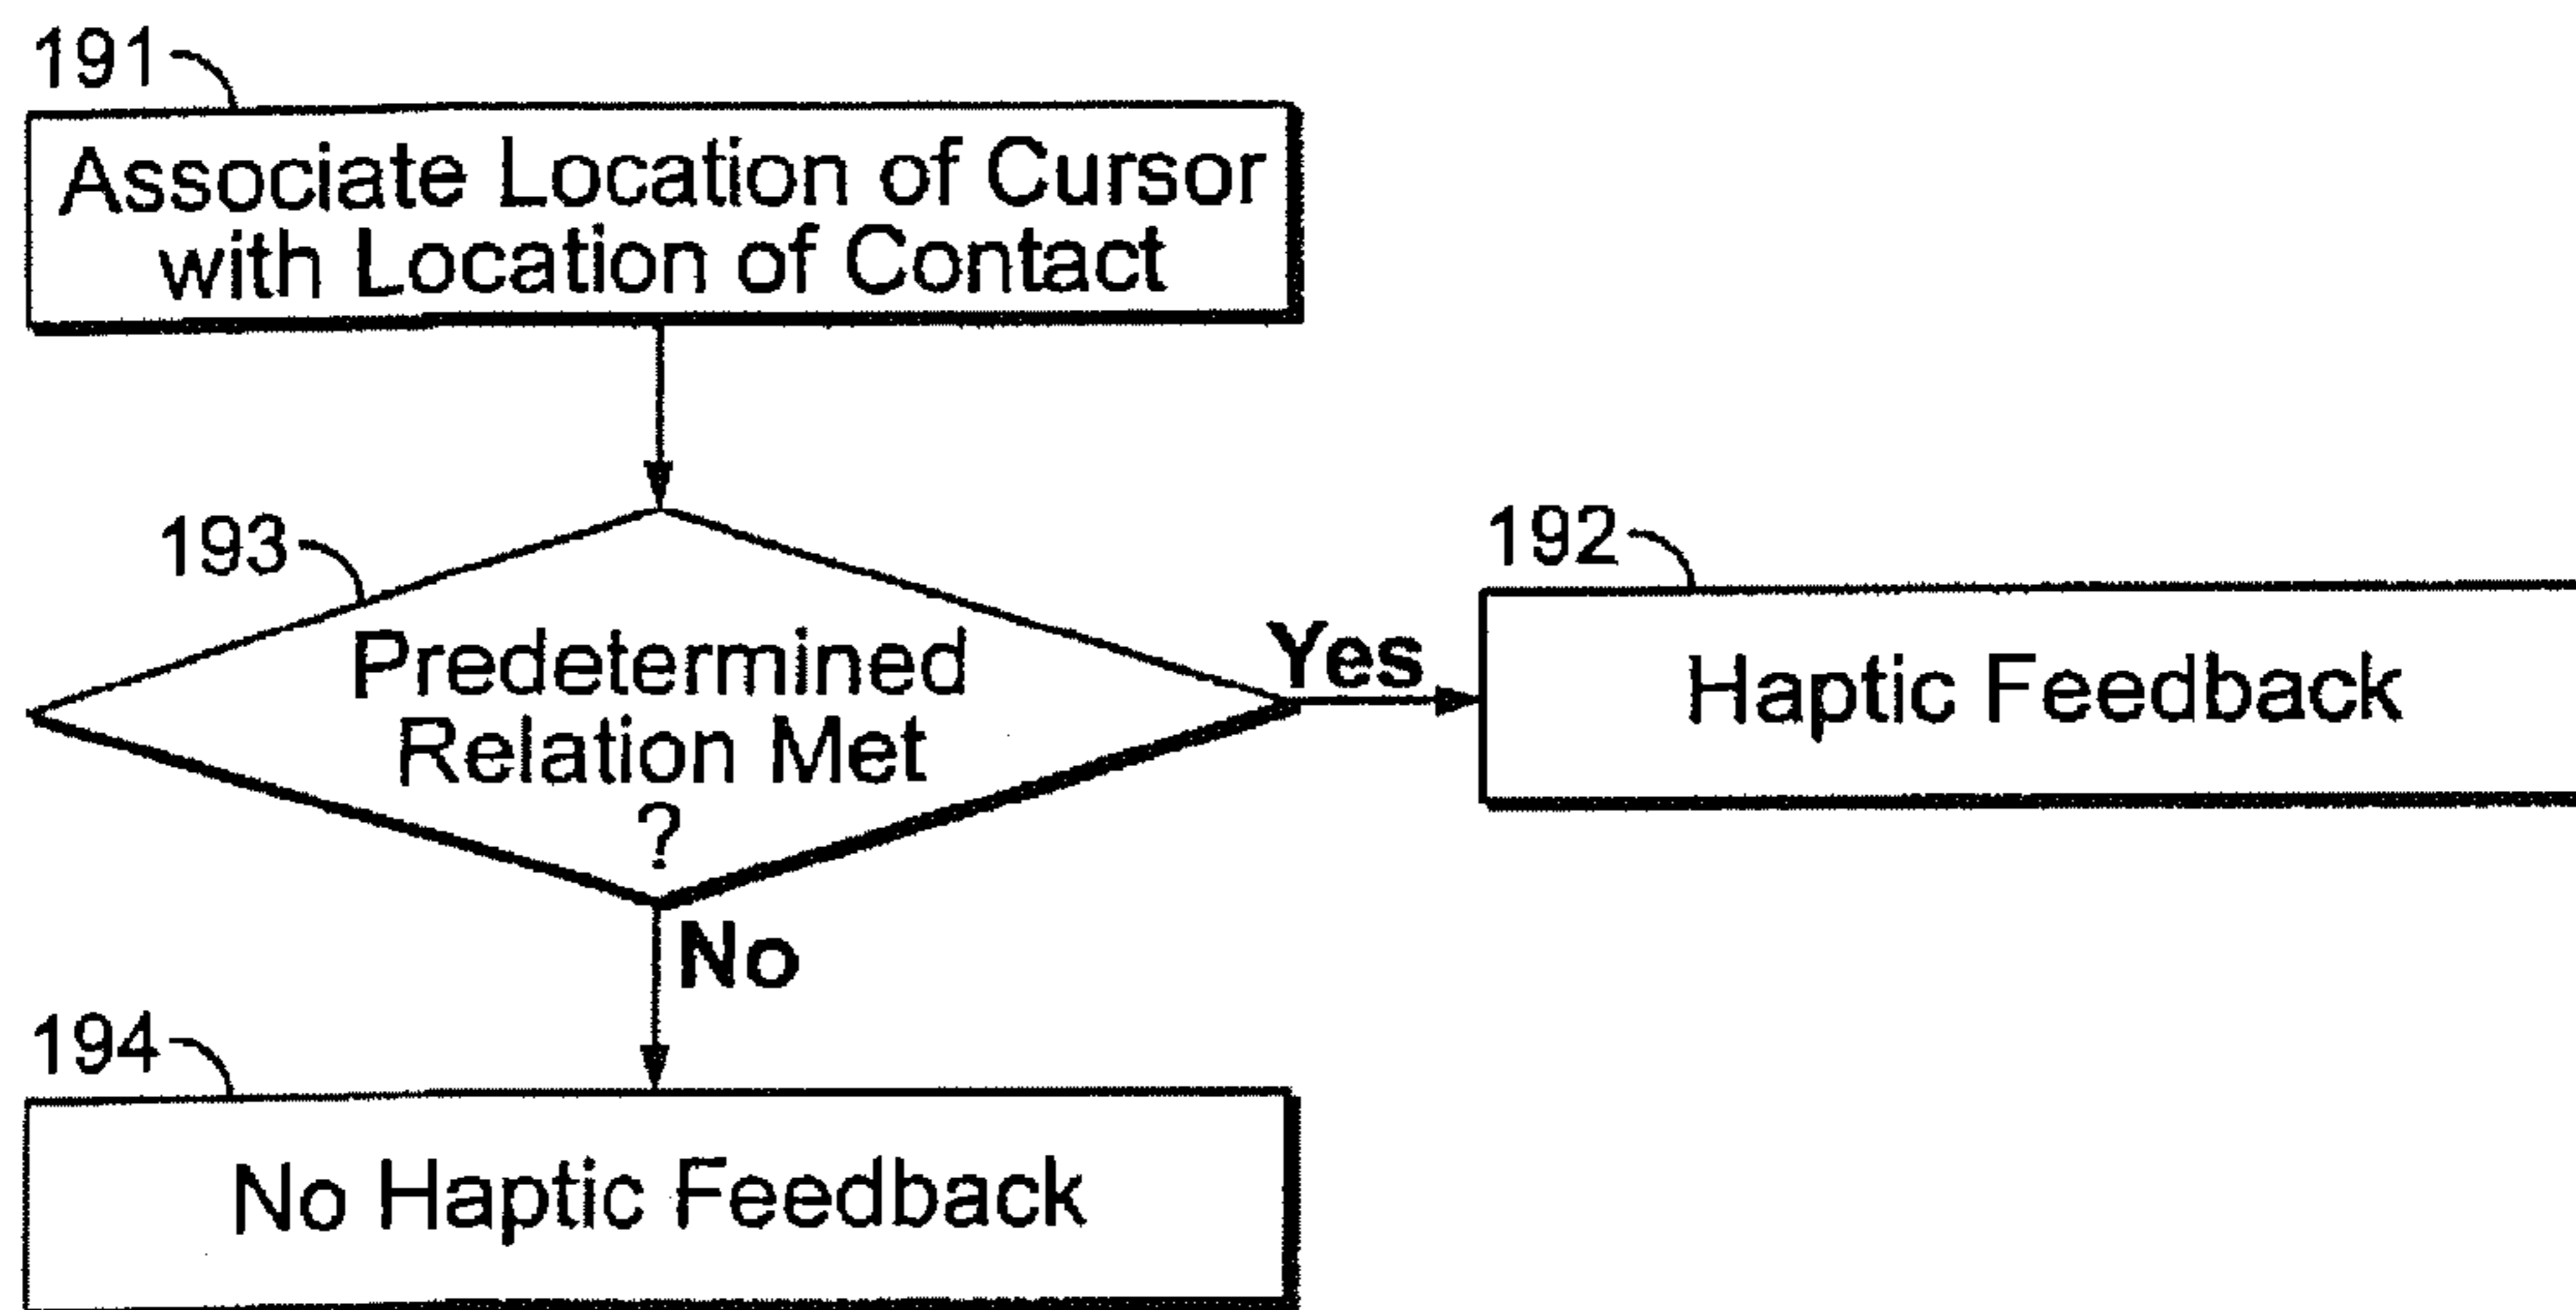 191
Associate Location of Cursor
with Location of Contact
193
Predetermined
Relation Met
?
Yes
192
Haptic Feedback
No
194
No Haptic Feedback